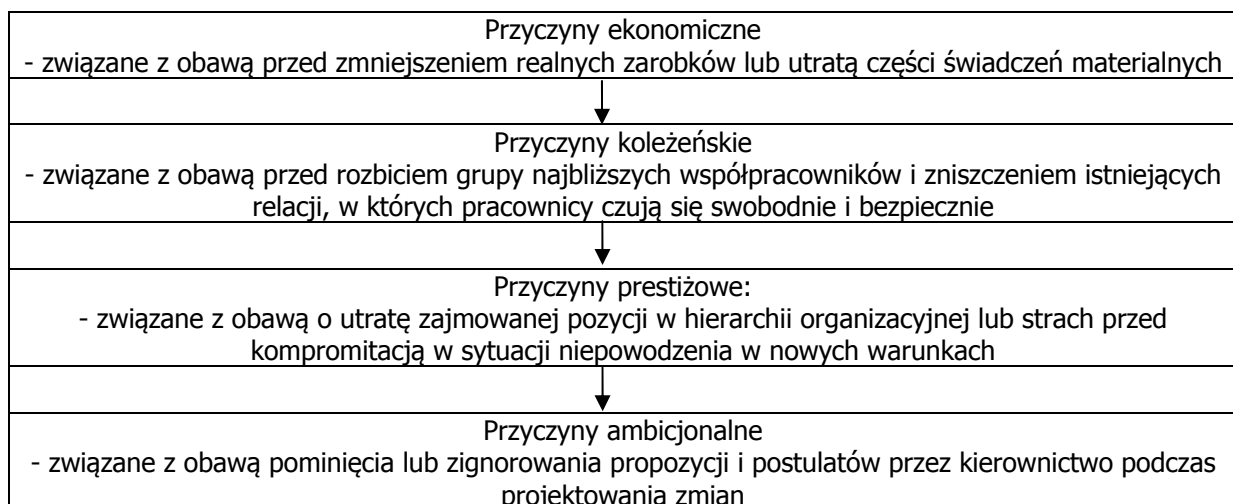 Przyczyny ekonomiczne
- związane z obawą przed zmniejszeniem realnych zarobków lub utratą części świadczeń materialnych
Przyczyny koleżeńskie
- związane z obawą przed rozbiciem grupy najbliższych współpracowników i zniszczeniem istniejących
relacji, w których pracownicy czują się swobodnie i bezpiecznie
Przyczyny prestiżowe:
- związane z obawą o utratę zajmowanej pozycji w hierarchii organizacyjnej lub strach przed
kompromitacją w sytuacji niepowodzenia w nowych warunkach
Przyczyny ambicjonalne
- związane z obawą pominięcia lub zignorowania propozycji i postulatów przez kierownictwo podczas
projektowania zmian